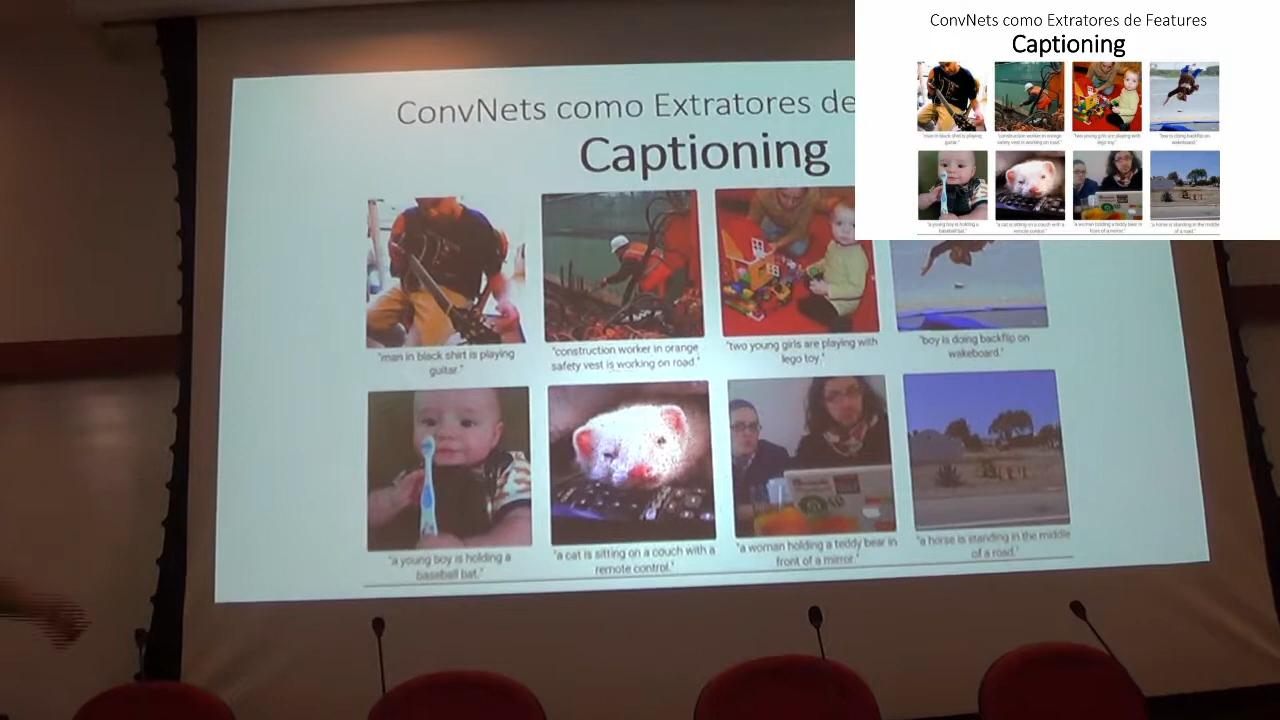 ConvNets como Extratores de
Captioning
"man in black shirt is playing
guitar."
"construction worker in orange
safety vest is working on road."
"two young girls are playing with
lego toy."
"boy is doing backflip on
wakeboard."
"a young boy is holding a
baseball bat."
"a cat is sitting on a couch with a
remote control."
"a woman holding a teddy bear in
front of a mirror."
"a horse is standing in the middle
of a road."
ConvNets como Extratores de Features
Captioning
"man in black shirt is playing
guitar."
"construction worker in orange
safety vest is working on road."
"two young girls are playing with
lego toy."
"boy is doing backflip on
wakeboard."
"a young boy is holding a
baseball bat."
"a cat is sitting on a couch with a
remote control."
"a woman holding a teddy bear in
front of a mirror."
"a horse is standing in the middle
of a road."